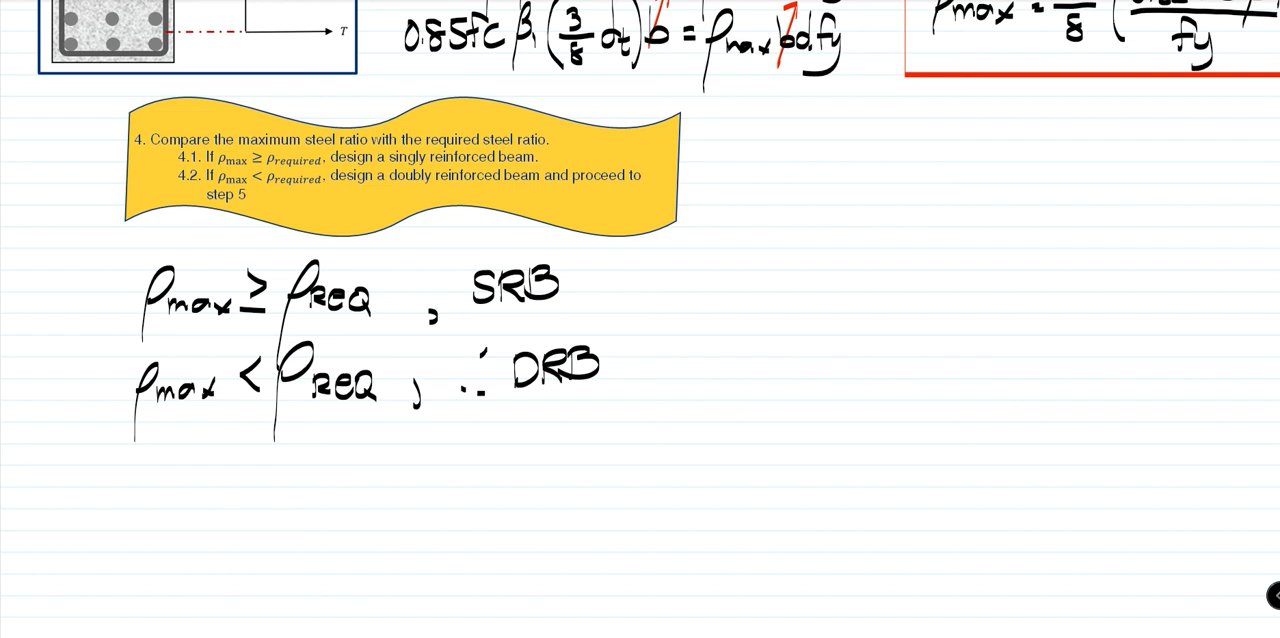 T
0.85f'c β₁ (3/8 dt) b = ρmax bd fy
ρmax = 8 fy
4. Compare the maximum steel ratio with the required steel ratio.
4.1. If ρmax ≥ ρrequired, design a singly reinforced beam.
4.2. If ρmax < ρrequired, design a doubly reinforced beam and proceed to
step 5
ρmax ≥ ρREQ , SRB
ρmax < ρREQ , ∴ DRB